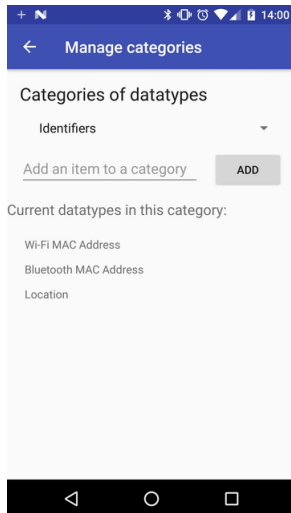 14:00
Manage categories
Categories of datatypes
Identifiers
Add an item to a category ADD
Current datatypes in this category:
Wi-Fi MAC Address
Bluetooth MAC Address
Location